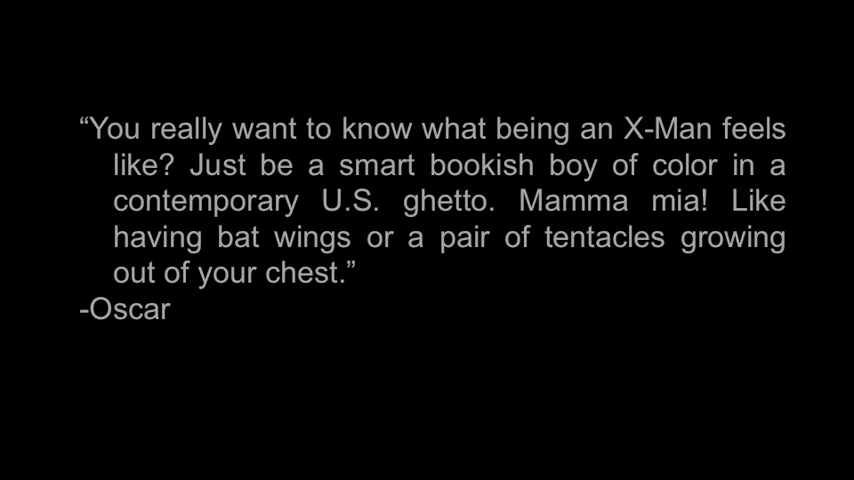 “You really want to know what being an X-Man feels
like? Just be a smart bookish boy of color in a
contemporary U.S. ghetto. Mamma mia! Like
having bat wings or a pair of tentacles growing
out of your chest.”
-Oscar